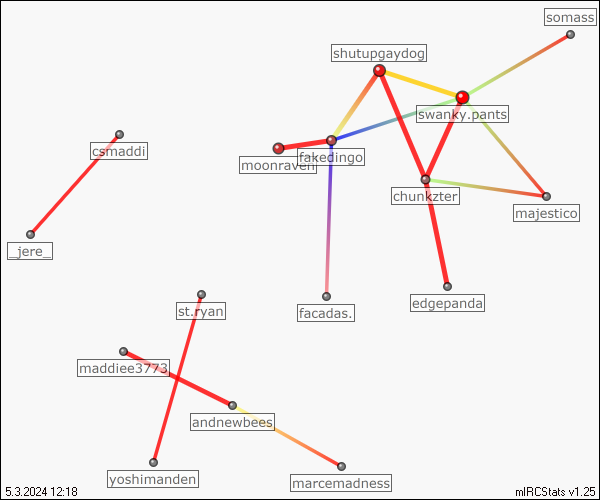 somass
shutupgaydog
swanky.pants
csmaddi
moonraven
fakedingo
chunkzter
majestico
_jere_
st.ryan
facadas.
edgepanda
maddiee3773
andnewbees
yoshimanden
marcemadness
5.3.2024 12:18
mIRCStats v1.25